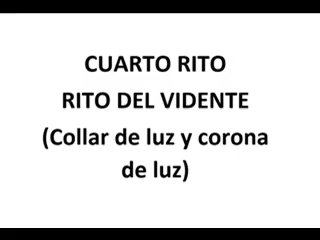 CUARTO RITO
RITO DEL VIDENTE
(Collar de luz y corona
de luz)